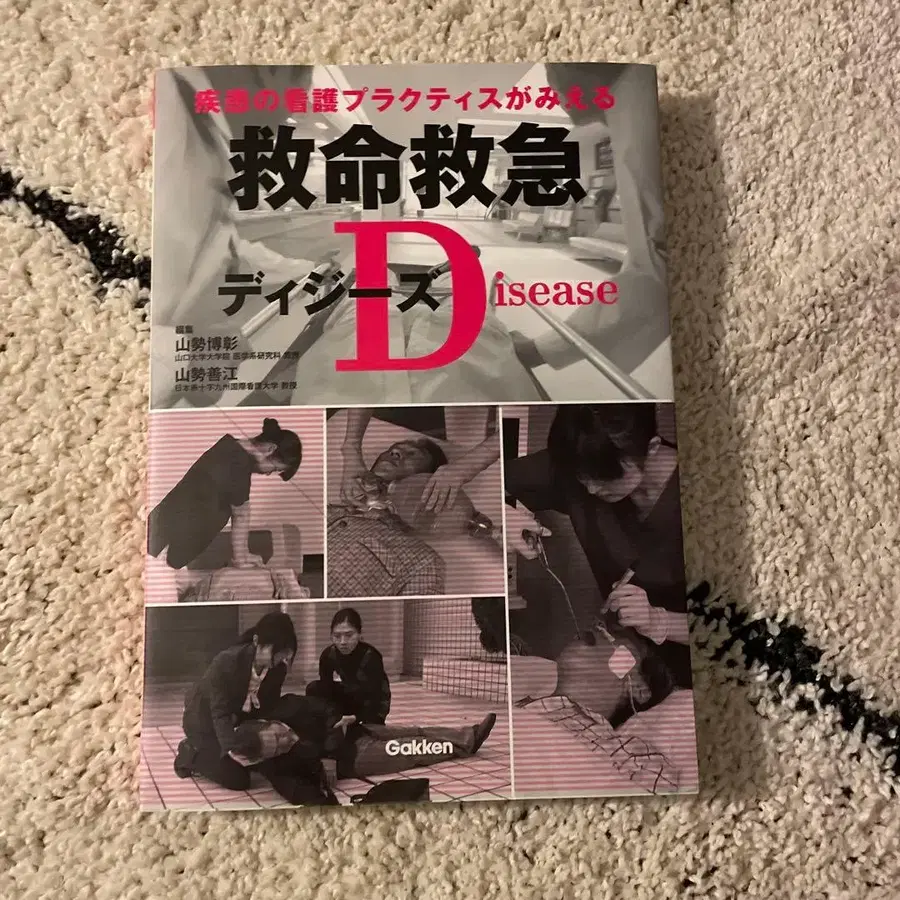 疾患の看護プラクティスがみえる
救命救急
ディジーズ
Disease
編集
山勢博彰
山口大学大学院 医学系研究科 教授
山勢善江
日本赤十字九州国際看護大学 教授
Gakken